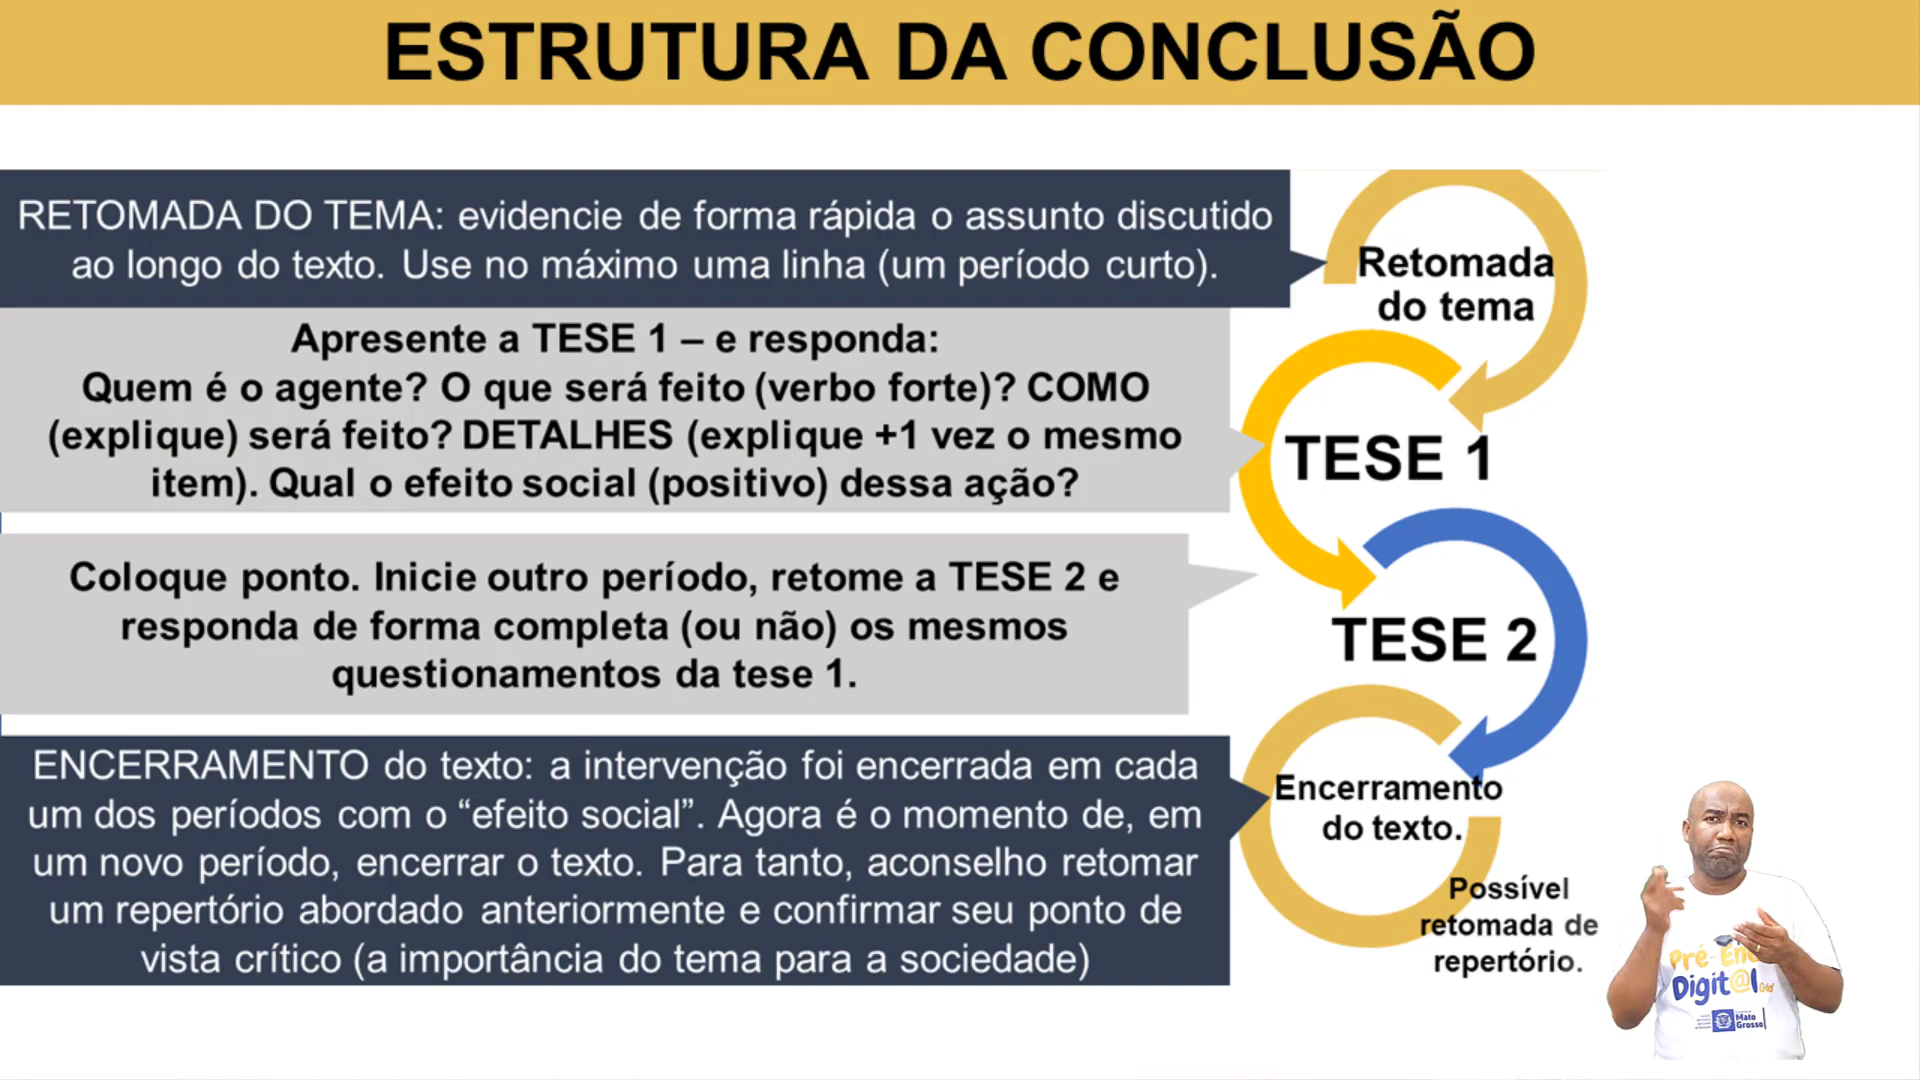 ESTRUTURA DA CONCLUSÃO
RETOMADA DO TEMA: evidencie de forma rápida o assunto discutido
ao longo do texto. Use no máximo uma linha (um período curto).
Retomada
do tema
Apresente a TESE 1 – e responda:
Quem é o agente? O que será feito (verbo forte)? COMO
(explique) será feito? DETALHES (explique +1 vez o mesmo
item). Qual o efeito social (positivo) dessa ação?
TESE 1
Coloque ponto. Inicie outro período, retome a TESE 2 e
responda de forma completa (ou não) os mesmos
questionamentos da tese 1.
TESE 2
ENCERRAMENTO do texto: a intervenção foi encerrada em cada
um dos períodos com o “efeito social”. Agora é o momento de, em
um novo período, encerrar o texto. Para tanto, aconselho retomar
um repertório abordado anteriormente e confirmar seu ponto de
vista crítico (a importância do tema para a sociedade)
Encerramento
do texto.
Possível
retomada de
repertório.
Pré-En
Digit@l
Mato
Grosso